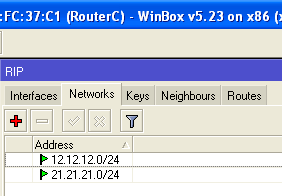 :FC:37:C1 (RouterC) - WinBox v5.23 on x86 (x
RIP
Interfaces Networks Keys Neighbours Routes
Address
12.12.12.0/24
21.21.21.0/24